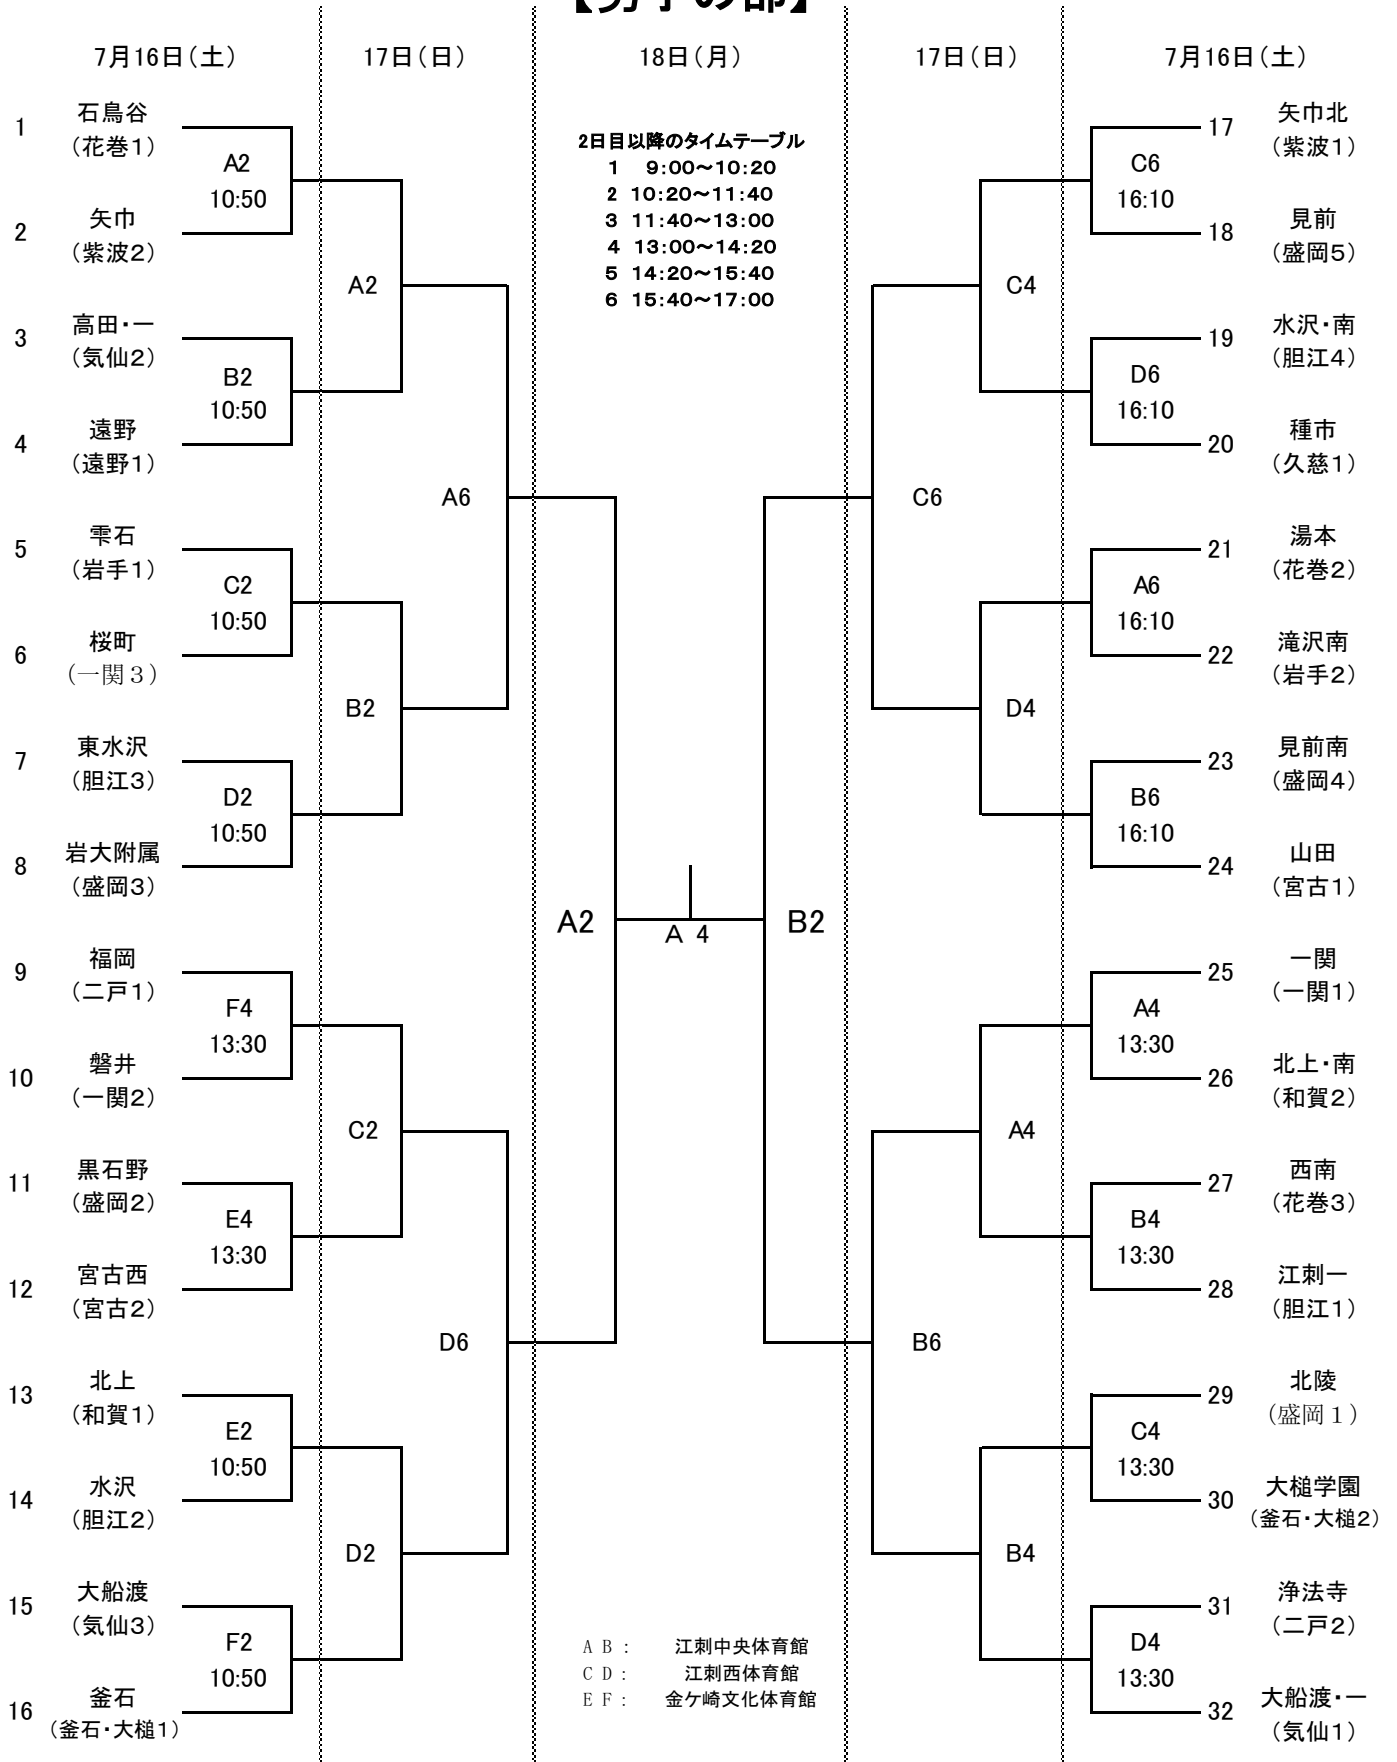 【男子の部】
7月16日(土)
17日(日)
18日(月)
17日(日)
7月16日(土)
2日目以降のタイムテーブル
1 9:00～10:20
2 10:20～11:40
3 11:40～13:00
4 13:00～14:20
5 14:20～15:40
6 15:40～17:00
1
石鳥谷
(花巻1)
A2
10:50
2
矢巾
(紫波2)
A2
3
高田・一
(気仙2)
B2
10:50
4
遠野
(遠野1)
A6
5
雫石
(岩手1)
C2
10:50
6
桜町
(一関3)
B2
7
東水沢
(胆江3)
D2
10:50
8
岩大附属
(盛岡3)
A2
9
福岡
(二戸1)
F4
13:30
10
磐井
(一関2)
C2
11
黒石野
(盛岡2)
E4
13:30
12
宮古西
(宮古2)
D6
13
北上
(和賀1)
E2
10:50
14
水沢
(胆江2)
D2
15
大船渡
(気仙3)
F2
10:50
16
釜石
(釜石・大槌1)
A 4
B2
17
矢巾北
(紫波1)
C6
16:10
18
見前
(盛岡5)
C4
19
水沢・南
(胆江4)
D6
16:10
20
種市
(久慈1)
C6
21
湯本
(花巻2)
A6
16:10
22
滝沢南
(岩手2)
D4
23
見前南
(盛岡4)
B6
16:10
24
山田
(宮古1)
25
一関
(一関1)
A4
13:30
26
北上・南
(和賀2)
A4
27
西南
(花巻3)
B4
13:30
28
江刺一
(胆江1)
B6
29
北陵
(盛岡1)
C4
13:30
30
大槌学園
(釜石・大槌2)
B4
31
浄法寺
(二戸2)
D4
13:30
32
大船渡・一
(気仙1)
A B : 江刺中央体育館
C D : 江刺西体育館
E F : 金ケ崎文化体育館